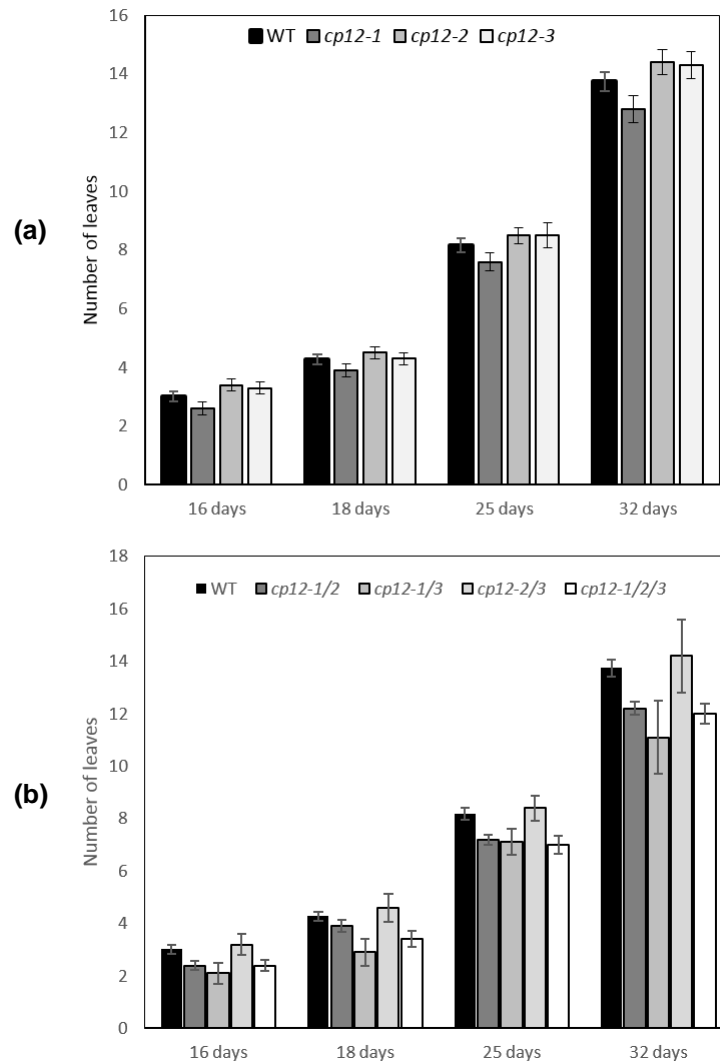 (a)
Number of leaves
16
14
12
10
8
6
4
2
0
WT cp12-1 cp12-2 cp12-3
16 days 18 days 25 days 32 days
(b)
Number of leaves
18
16
14
12
10
8
6
4
2
0
WT cp12-1/2 cp12-1/3 cp12-2/3 cp12-1/2/3
16 days 18 days 25 days 32 days